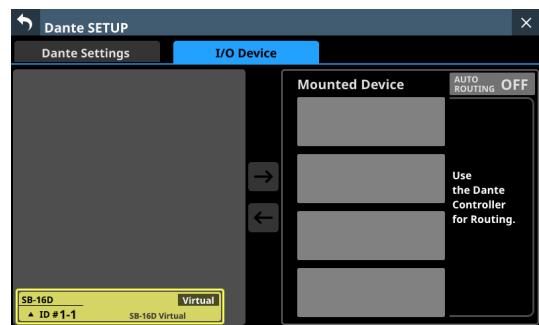 Dante SETUP
Dante Settings
I/O Device
Mounted Device
AUTO
ROUTING OFF
Use
the Dante
Controller
for Routing.
SB-16D
Virtual
▲ ID #1-1
SB-16D Virtual